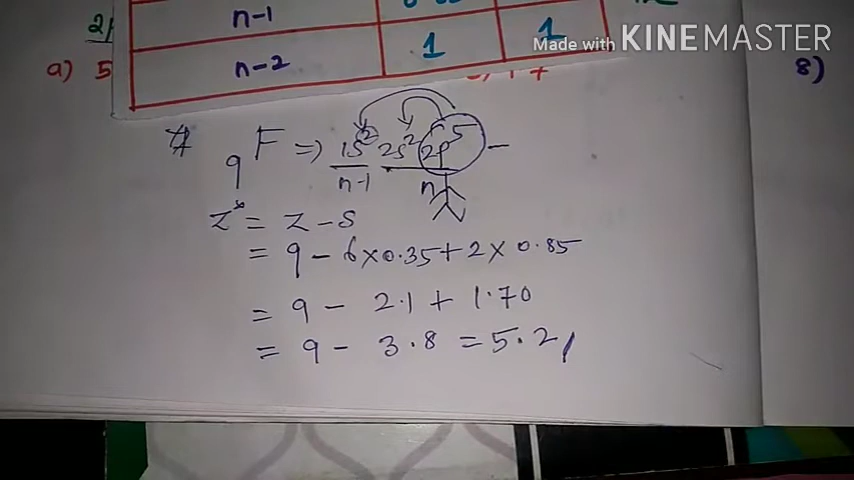 n-1
Made with KINEMASTER
n-2 1 1
a) 5
8)
9F => 1s² 2s² 2p⁵ -
n-1 n
Z* = Z - S
= 9 - 6×0.35+2×0.85
= 9 - 2.1 + 1.70
= 9 - 3.8 = 5.2